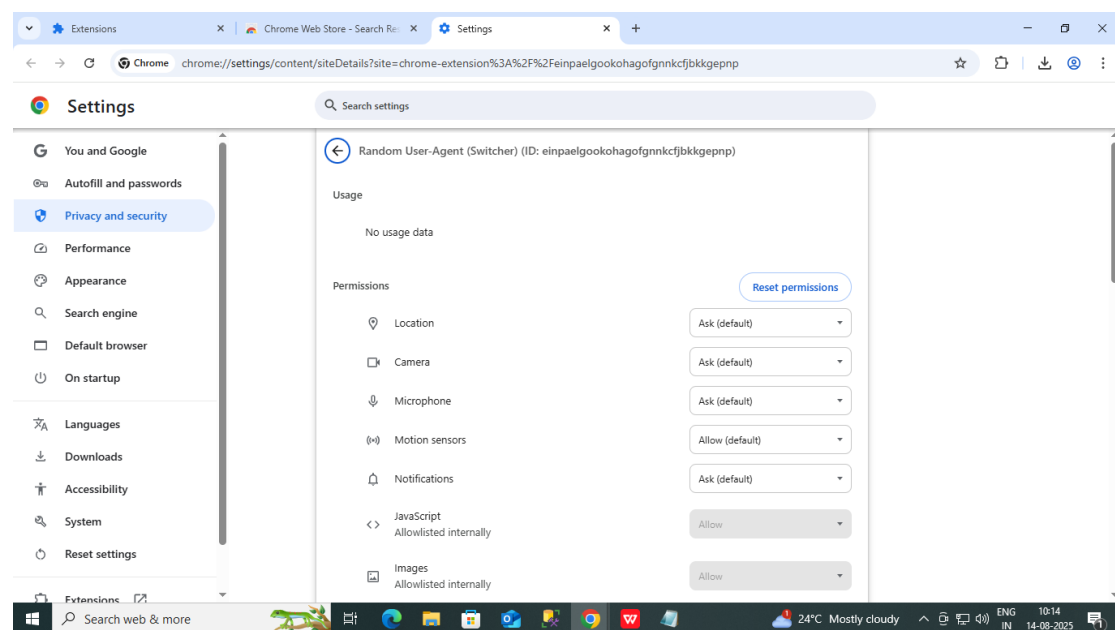 Extensions
Chrome Web Store - Search Re
Settings
Chrome
chrome://settings/content/siteDetails?site=chrome-extension%3A%2F%2Feinpaelgookohagofgnnkcfjbkkgepnp
Settings
Search settings
You and Google
Autofill and passwords
Privacy and security
Performance
Appearance
Search engine
Default browser
On startup
Languages
Downloads
Accessibility
System
Reset settings
Extensions
Random User-Agent (Switcher) (ID: einpaelgookohagofgnnkcfjbkkgepnp)
Usage
No usage data
Permissions
Reset permissions
Location
Ask (default)
Camera
Ask (default)
Microphone
Ask (default)
Motion sensors
Allow (default)
Notifications
Ask (default)
JavaScript
Allowlisted internally
Allow
Images
Allowlisted internally
Allow
Search web & more
24°C Mostly cloudy
ENG
IN
10:14
14-08-2025